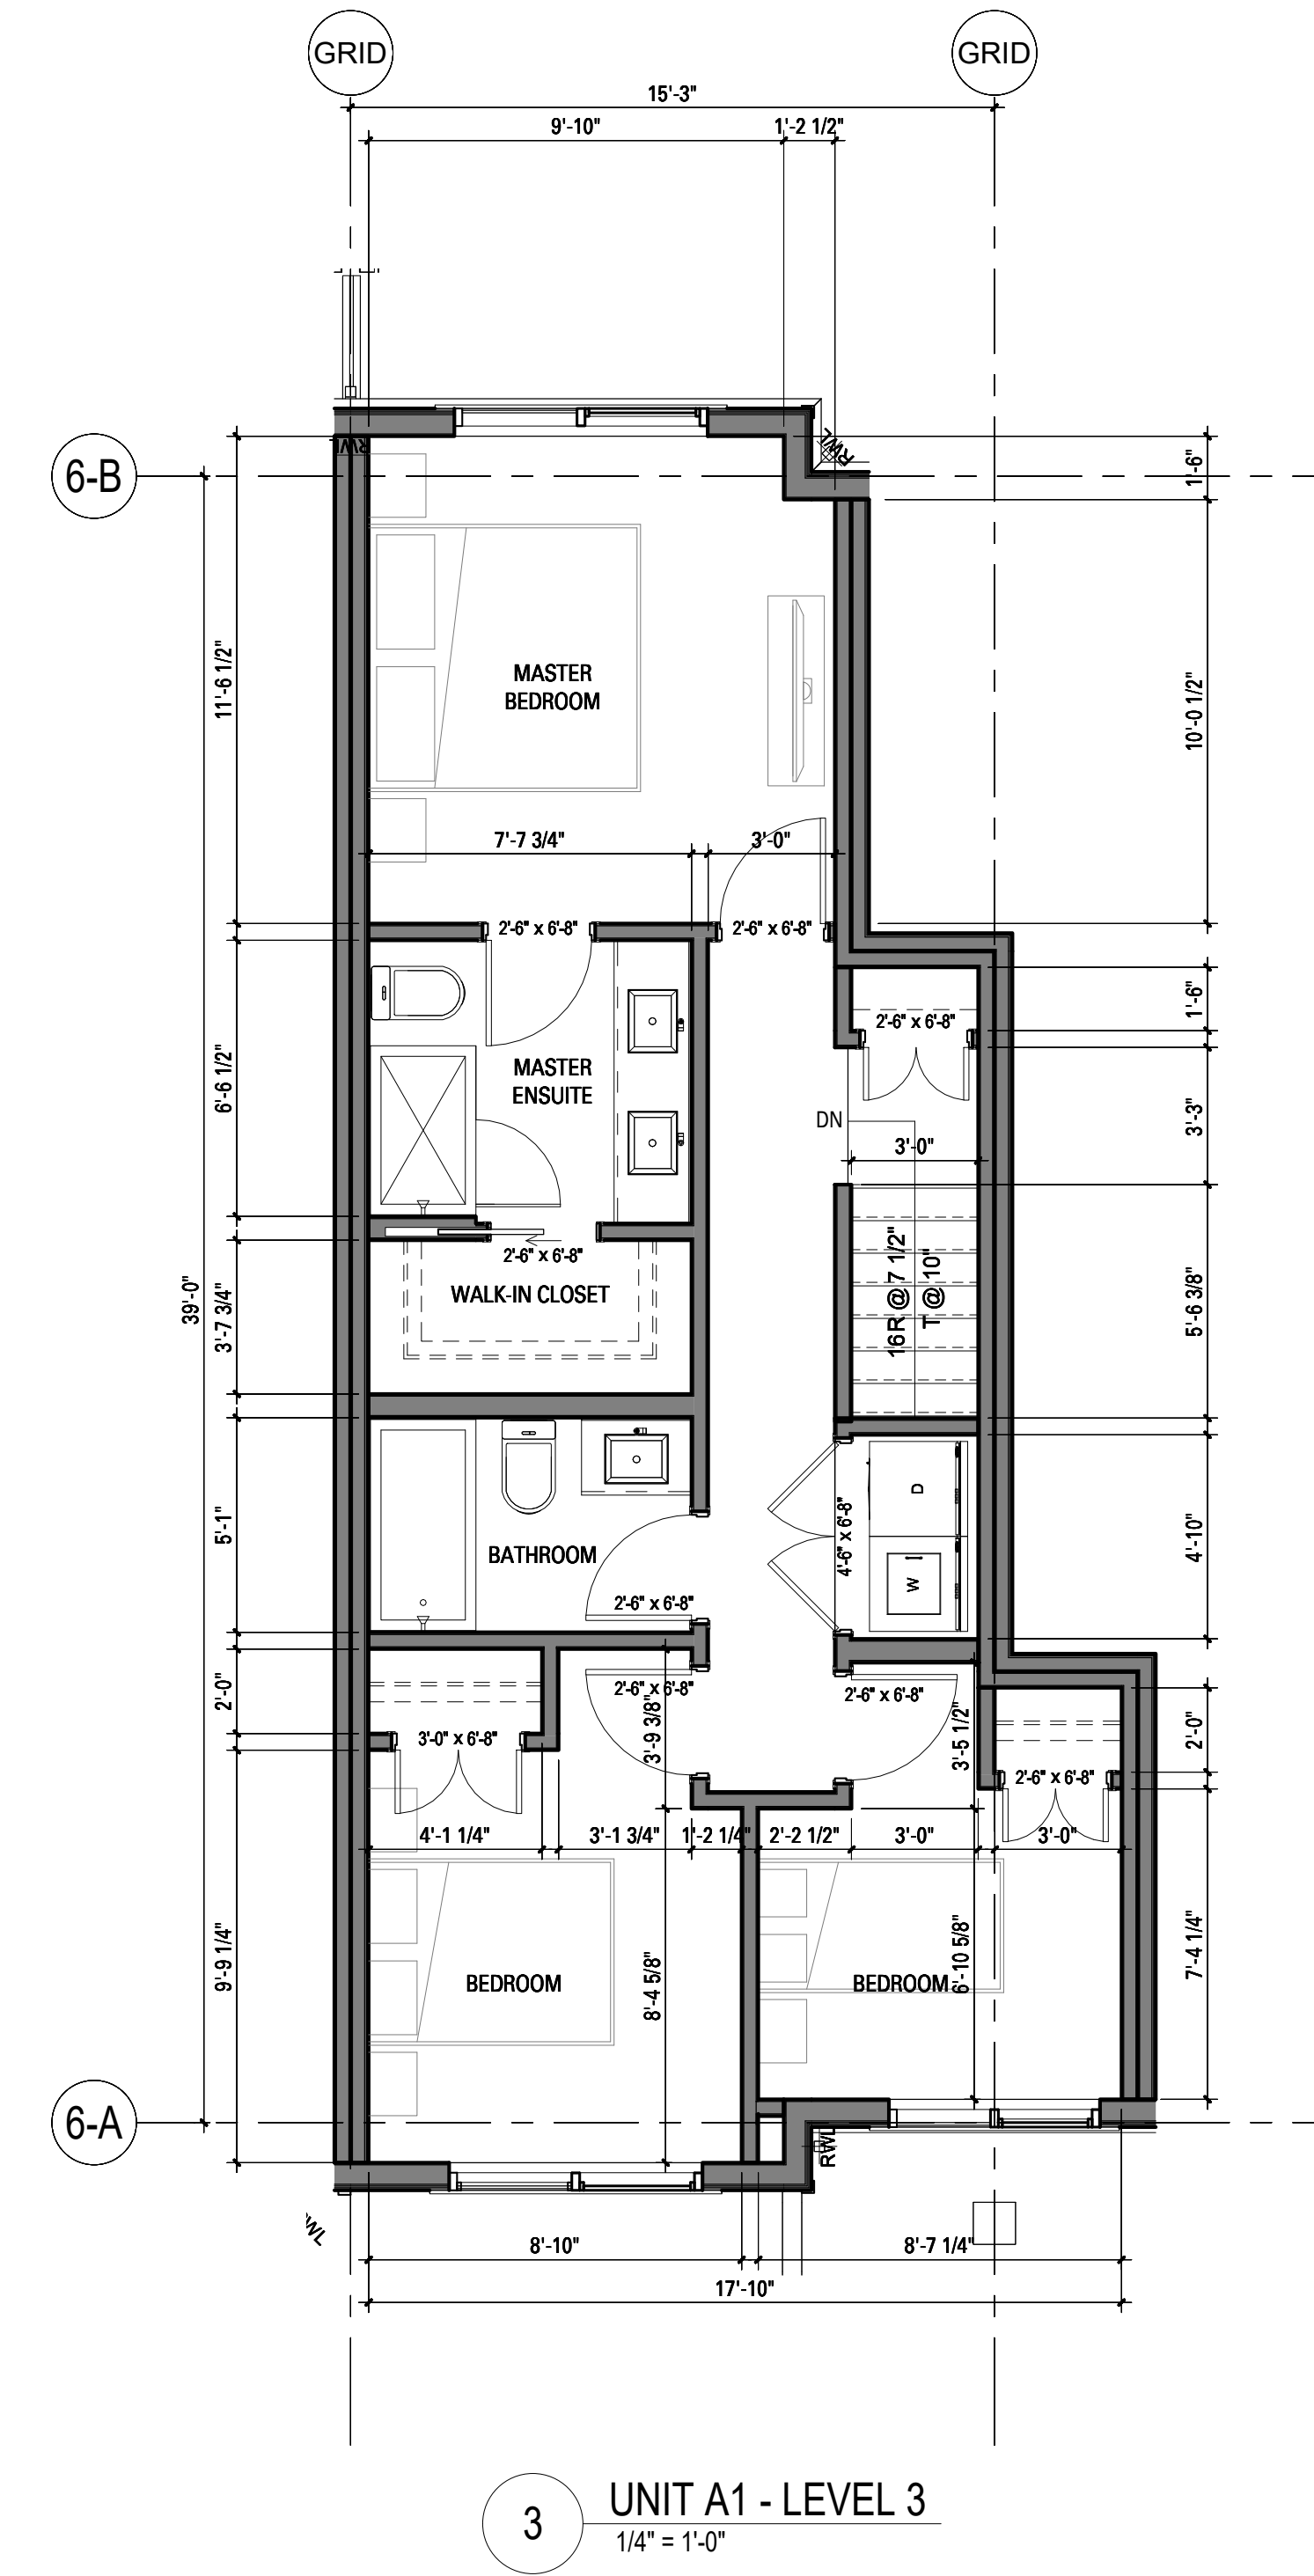 GRID
GRID
15'-3"
9'-10"
1'-2 1/2"
RWL
RWL
6-B
1'-6"
11'-6 1/2"
10'-0 1/2"
MASTER
BEDROOM
7'-7 3/4"
3'-0"
2'-6" x 6'-8"
2'-6" x 6'-8"
1'-6"
2'-6" x 6'-8"
6'-6 1/2"
MASTER
ENSUITE
DN
3'-3"
3'-0"
2'-6" x 6'-8"
WALK-IN CLOSET
16R @ 7 1/2"
T @ 10"
39'-0"
3'-7 3/4"
5'-6 3/8"
5'-1"
BATHROOM
2'-6" x 6'-8"
4'-6" x 6'-8"
D
W
4'-10"
2'-0"
3'-0" x 6'-8"
2'-6" x 6'-8"
3'-9 3/8"
2'-6" x 6'-8"
3'-5 1/2"
2'-6" x 6'-8"
2'-0"
4'-1 1/4"
3'-1 3/4"
1'-2 1/4"
2'-2 1/2"
3'-0"
3'-0"
9'-9 1/4"
BEDROOM
8'-4 5/8"
BEDROOM
6'-10 5/8"
7'-4 1/4"
6-A
RWL
RWL
8'-10"
8'-7 1/4"
17'-10"
3
UNIT A1 - LEVEL 3
1/4" = 1'-0"